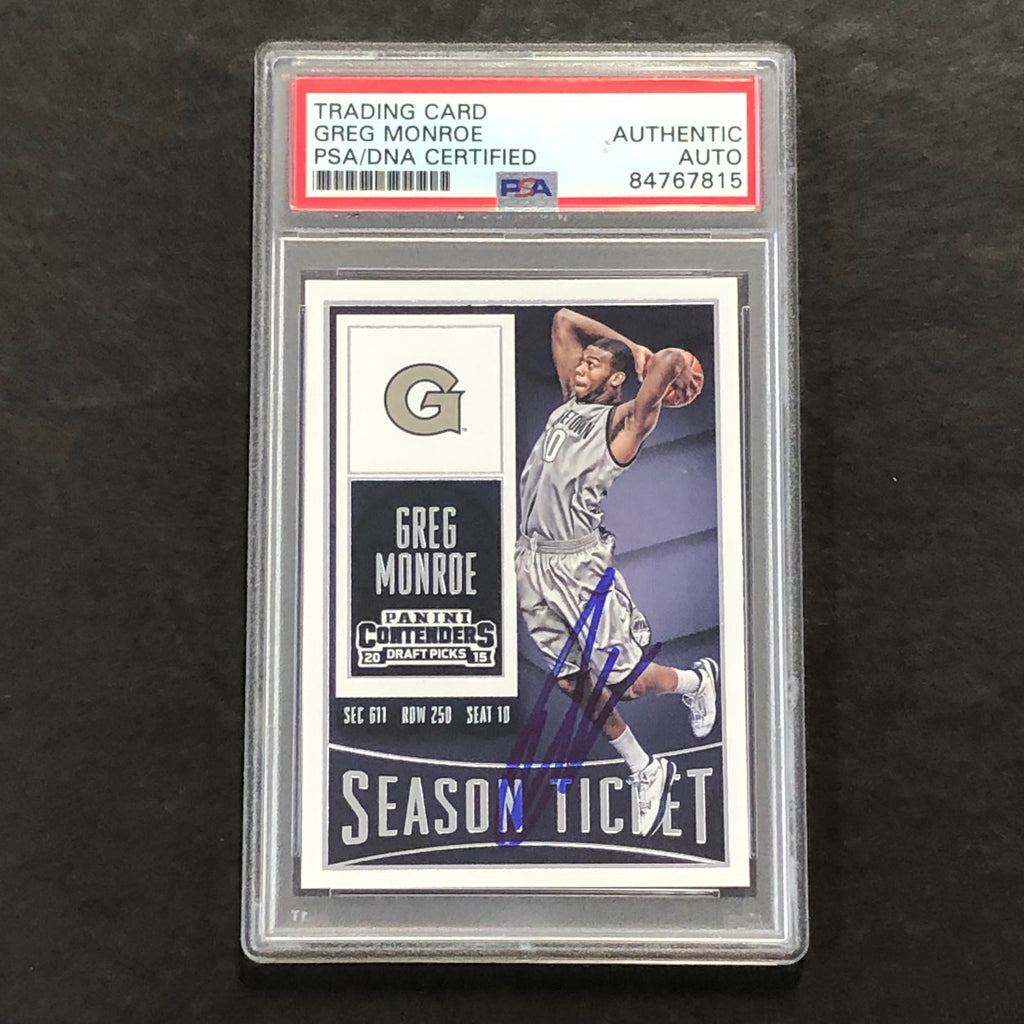 TRADING CARD
GREG MONROE
PSA/DNA CERTIFIED
AUTHENTIC
AUTO
84767815
PSA
G
GREG
MONROE
PANINI
CONTENDERS
20 DRAFT PICKS 15
SEC G11 ROW 250 SEAT 10
SEASON TICKET